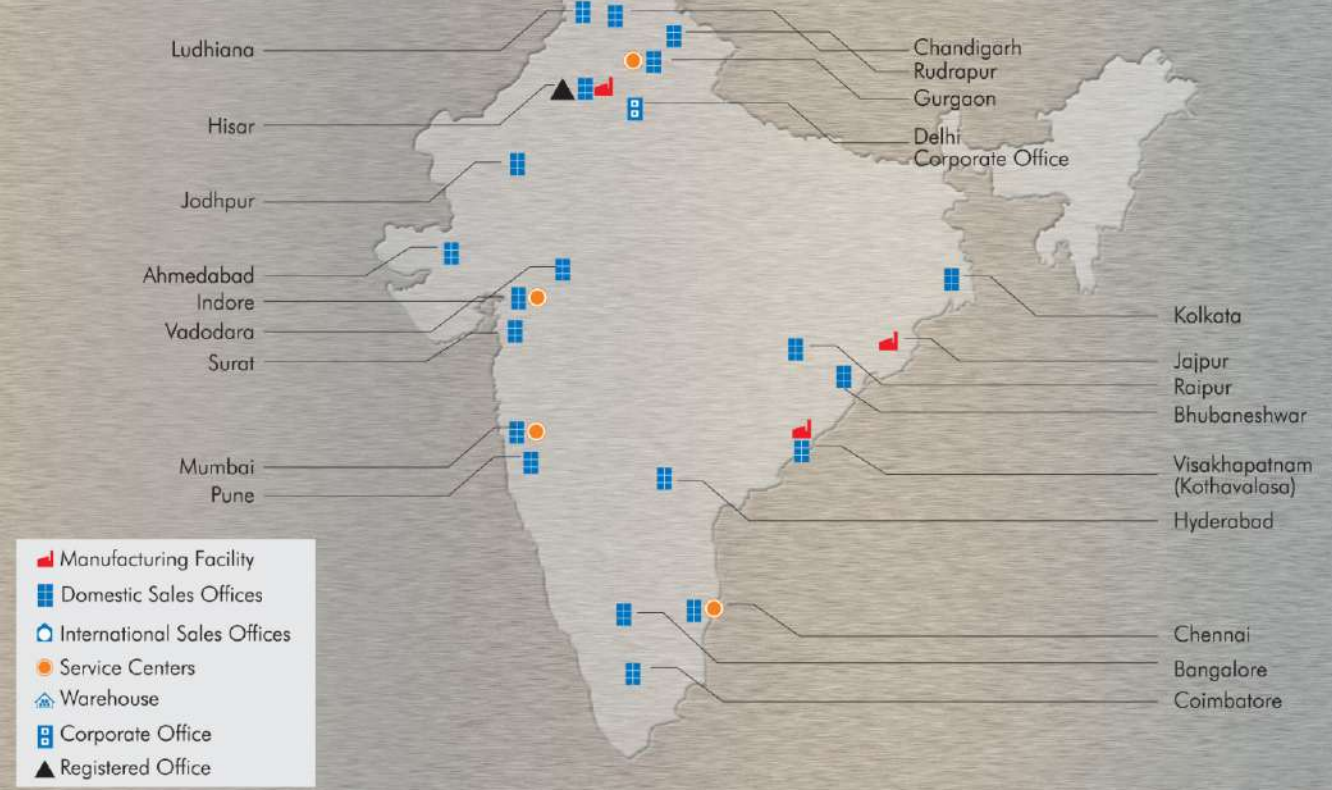 Ludhiana
Hisar
Jodhpur
Ahmedabad
Indore
Vadodara
Surat
Mumbai
Pune
Chandigarh
Rudrapur
Gurgaon
Delhi
Corporate Office
Kolkata
Jajpur
Raipur
Bhubaneshwar
Visakhapatnam
(Kothavalasa)
Hyderabad
Chennai
Bangalore
Coimbatore
Manufacturing Facility
Domestic Sales Offices
International Sales Offices
Service Centers
Warehouse
Corporate Office
Registered Office